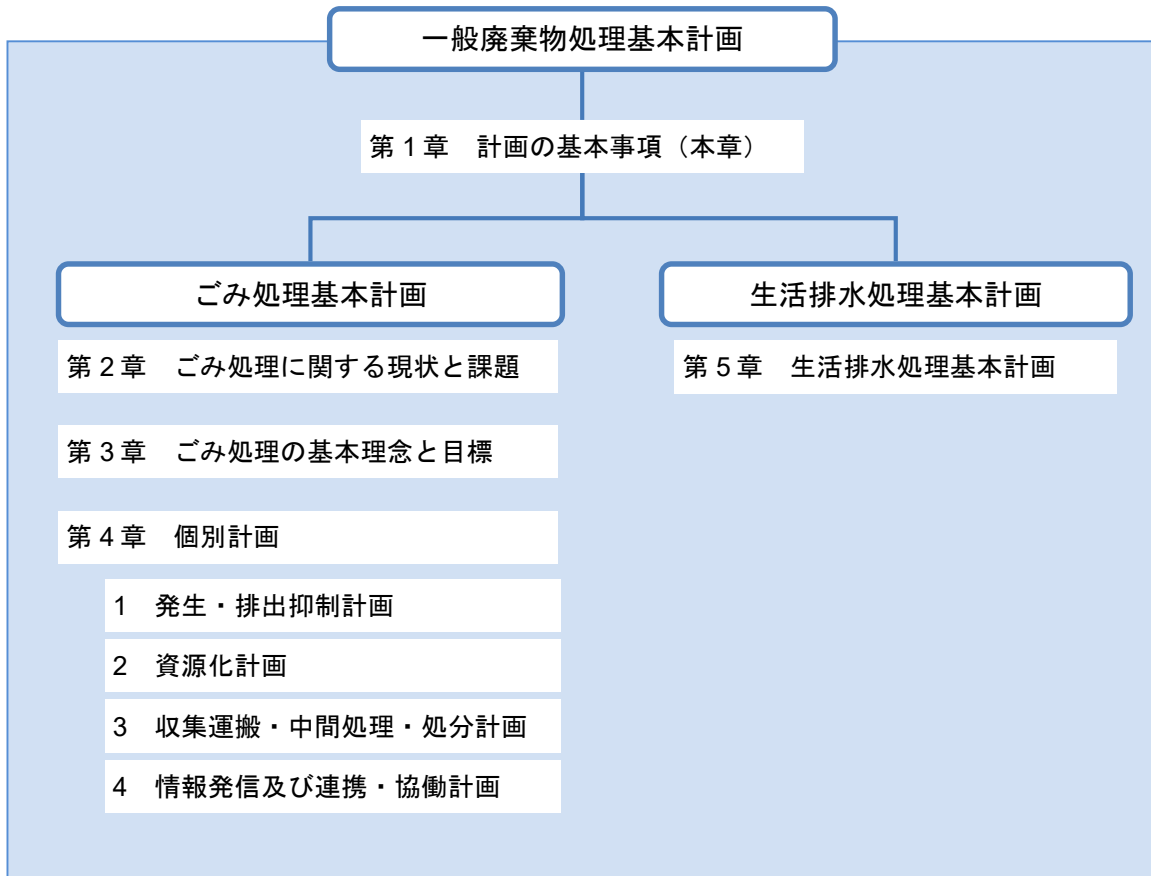 一般廃棄物処理基本計画
第1章　計画の基本事項（本章）
ごみ処理基本計画
第2章　ごみ処理に関する現状と課題
第3章　ごみ処理の基本理念と目標
第4章　個別計画
1　発生・排出抑制計画
2　資源化計画
3　収集運搬・中間処理・処分計画
4　情報発信及び連携・協働計画
生活排水処理基本計画
第5章　生活排水処理基本計画